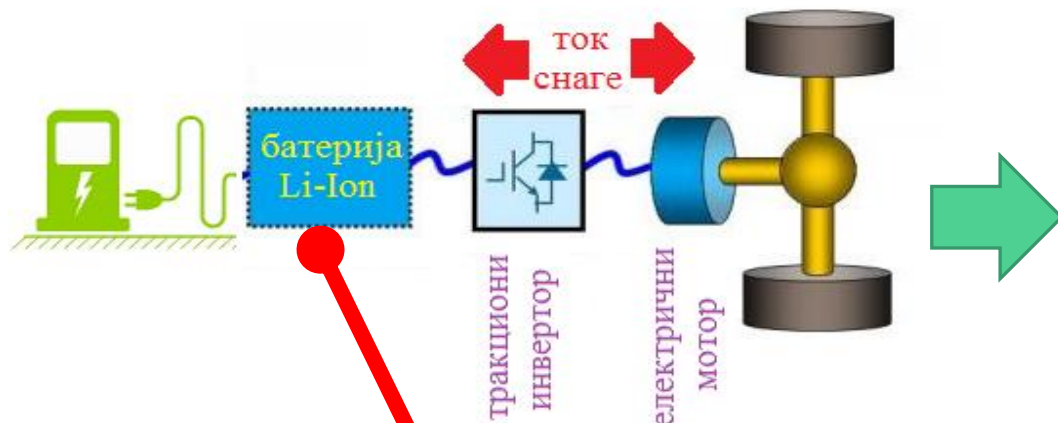 ток
снаге
батерија
Li-Ion
тракциони
инвертор
електрични
мотор